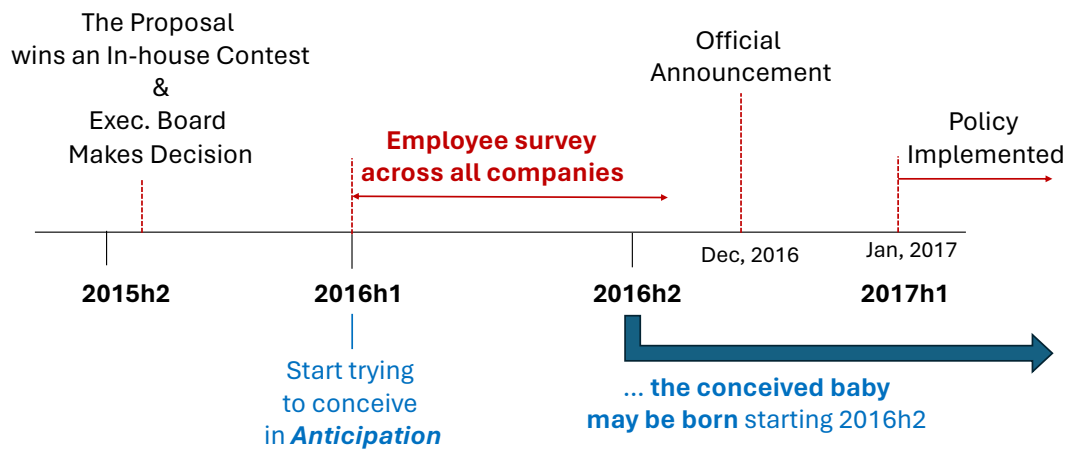 The Proposal
wins an In-house Contest
&
Exec. Board
Makes Decision
Employee survey
across all companies
Official
Announcement
Policy
Implemented
Dec, 2016
Jan, 2017
2015h2
2016h1
2016h2
2017h1
Start trying
to conceive
in Anticipation
... the conceived baby
may be born starting 2016h2